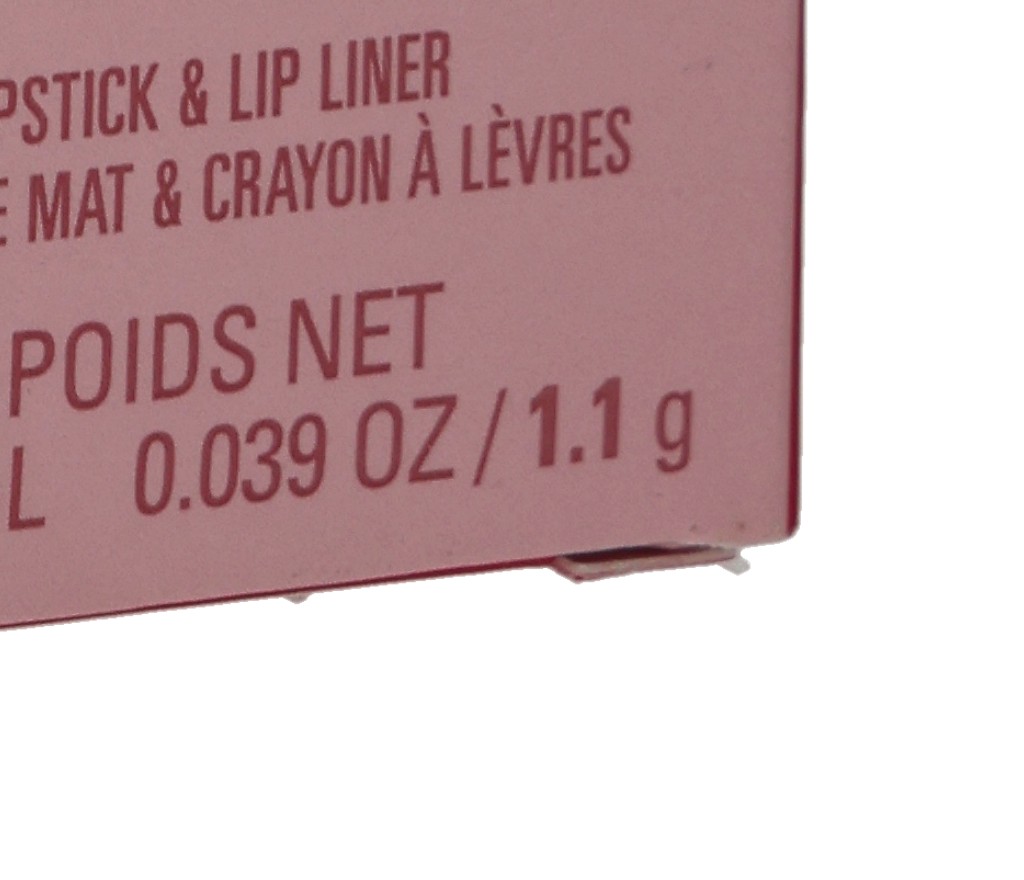 PSTICK & LIP LINER
E MAT & CRAYON À LÈVRES
POIDS NET
L 0.039 OZ / 1.1 g